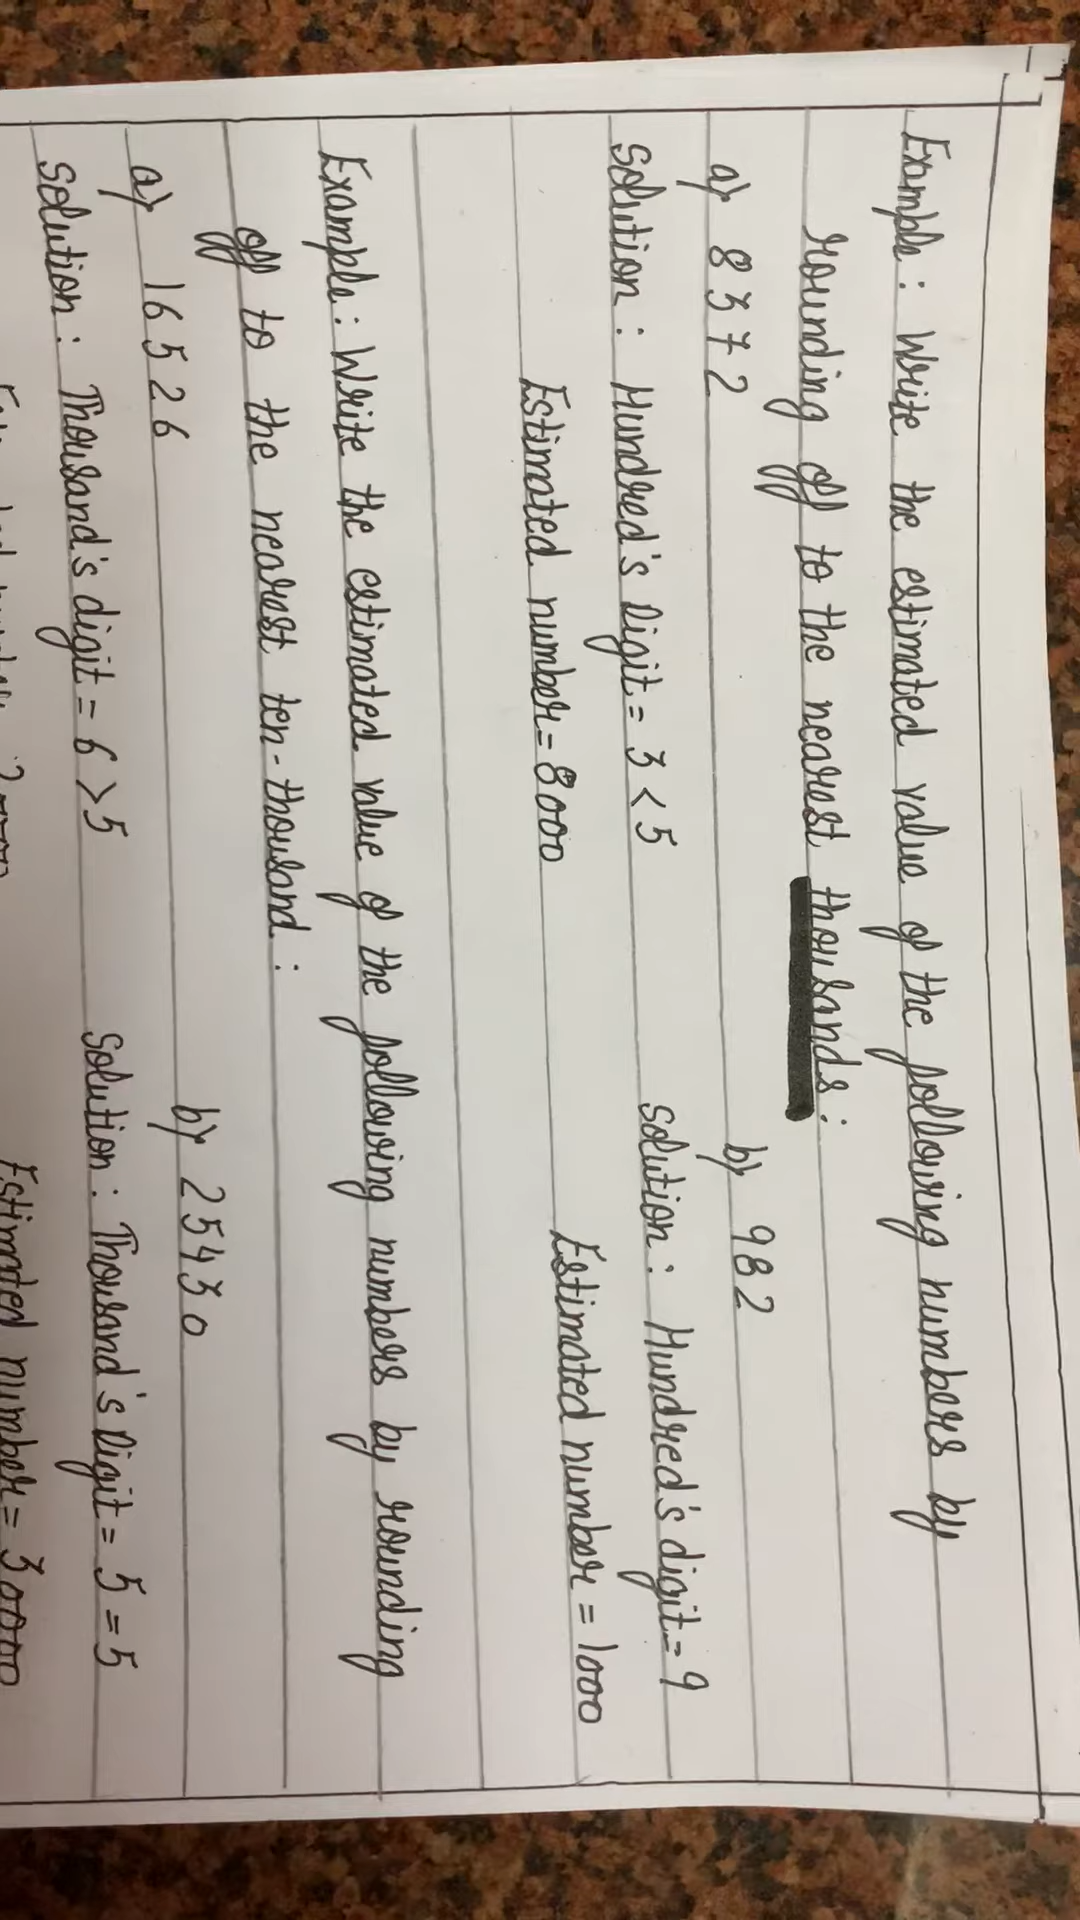 Example: Write the estimated value of the following numbers by
rounding off to the nearest thousands:
a) 8372 b) 982
Solution: Hundred's Digit = 3 < 5 Solution: Hundred's digit = 9
Estimated number = 8000 Estimated number = 1000
Example: Write the estimated value of the following numbers by rounding
off to the nearest ten-thousand:
a) 16526 b) 25430
Solution: Thousand's digit = 6 > 5 Solution: Thousand's Digit = 5 = 5
Estimated number = 30000